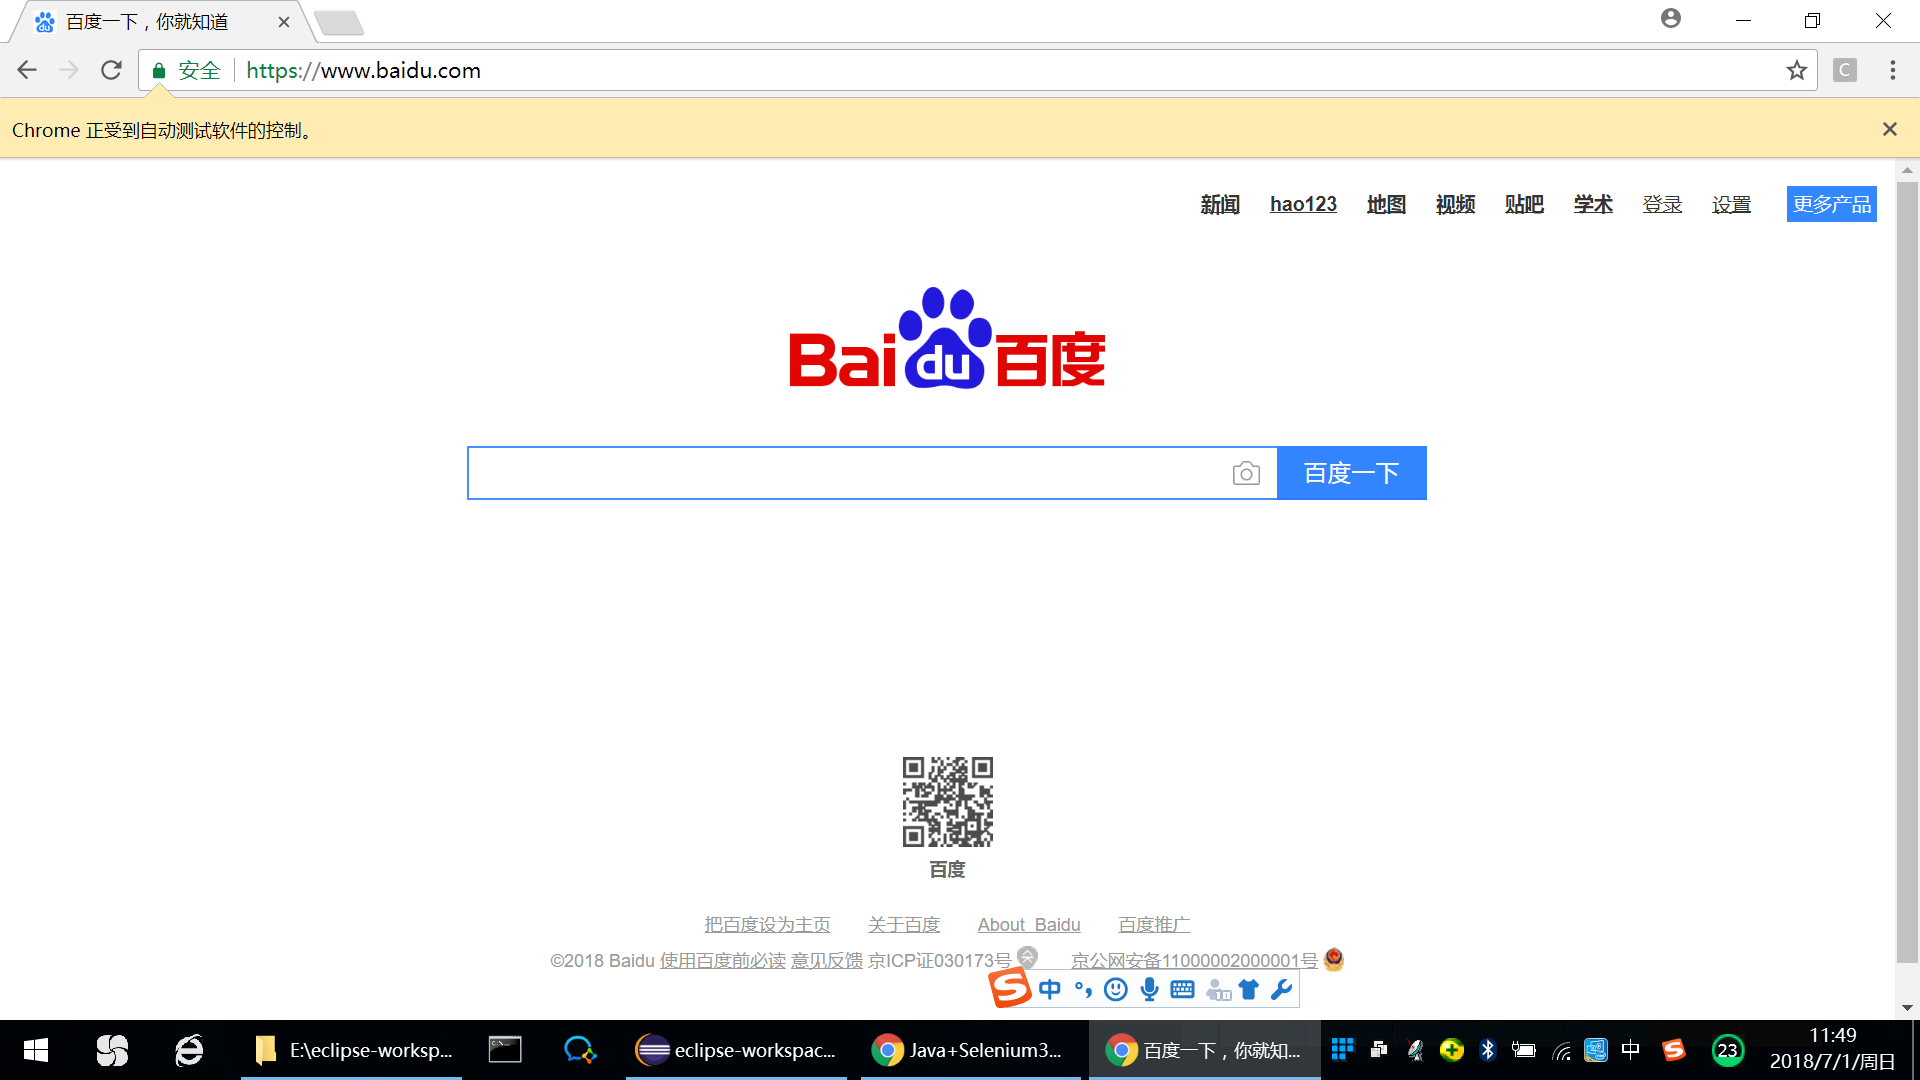 百度一下，你就知道
安全
https://www.baidu.com
C
Chrome 正受到自动测试软件的控制。
新闻 hao123 地图 视频 贴吧 学术 登录 设置 更多产品
Bai du 百度
百度一下
百度
把百度设为主页 关于百度 About Baidu 百度推广
©2018 Baidu 使用百度前必读 意见反馈 京ICP证030173号 京公网安备11000002000001号
中
E:\eclipse-worksp... eclipse-workspac... Java+Selenium3... 百度一下，你就知... 中 23
11:49
2018/7/1/周日